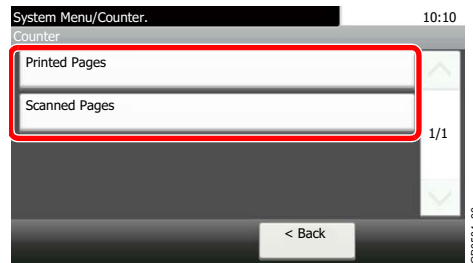 System Menu/Counter.
10:10
Counter
Printed Pages
Scanned Pages
1/1
< Back